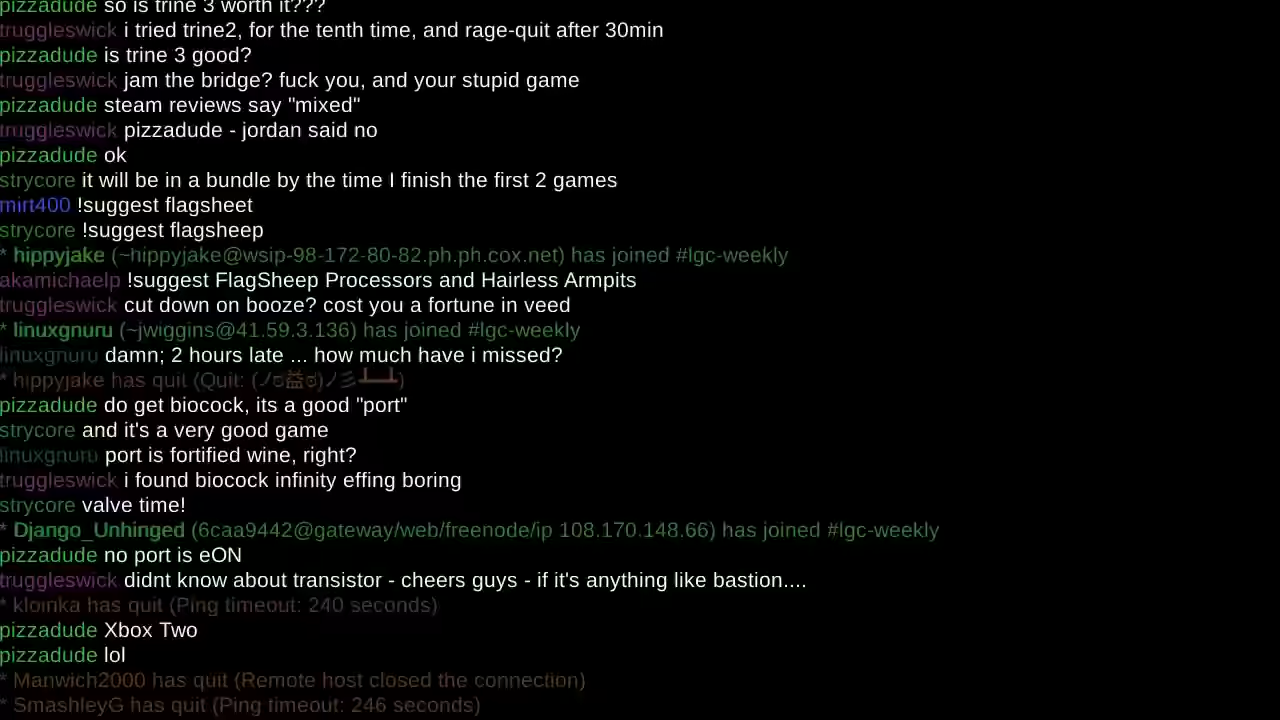 pizzadude so is trine 3 worth it???
truggleswick i tried trine2, for the tenth time, and rage-quit after 30min
pizzadude is trine 3 good?
truggleswick jam the bridge? fuck you, and your stupid game
pizzadude steam reviews say "mixed"
truggleswick pizzadude - jordan said no
pizzadude ok
strycore it will be in a bundle by the time I finish the first 2 games
mirt400 !suggest flagsheet
strycore !suggest flagsheep
* hippyjake (~hippyjake@wsip-98-172-80-82.ph.ph.cox.net) has joined #lgc-weekly
akamichaelp !suggest FlagSheep Processors and Hairless Armpits
truggleswick cut down on booze? cost you a fortune in veed
* linuxgnuru (~jwiggins@41.59.3.136) has joined #lgc-weekly
linuxgnuru damn; 2 hours late ... how much have i missed?
* hippyjake has quit (Quit: (ノಠ益ಠ)ノ彡┻━┻)
pizzadude do get biocock, its a good "port"
strycore and it's a very good game
linuxgnuru port is fortified wine, right?
truggleswick i found biocock infinity effing boring
strycore valve time!
* Django_Unhinged (6caa9442@gateway/web/freenode/ip 108.170.148.66) has joined #lgc-weekly
pizzadude no port is eON
truggleswick didnt know about transistor - cheers guys - if it's anything like bastion....
* kloinka has quit (Ping timeout: 240 seconds)
pizzadude Xbox Two
pizzadude lol
* Manwich2000 has quit (Remote host closed the connection)
* SmashleyG has quit (Ping timeout: 246 seconds)